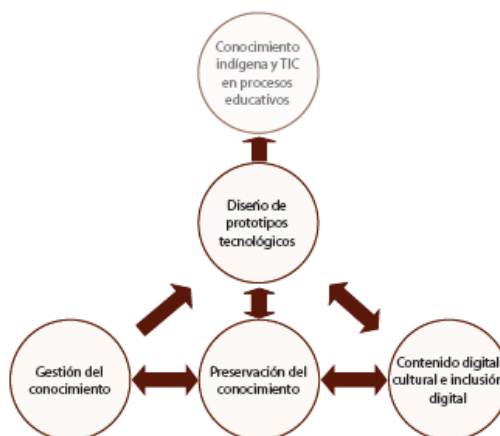 Conocimiento
indígena y TIC
en procesos
educativos
Diseño de
prototipos
tecnológicos
Gestión del
conocimiento
Preservación del
conocimiento
Contenido digital
cultural e inclusión
digital